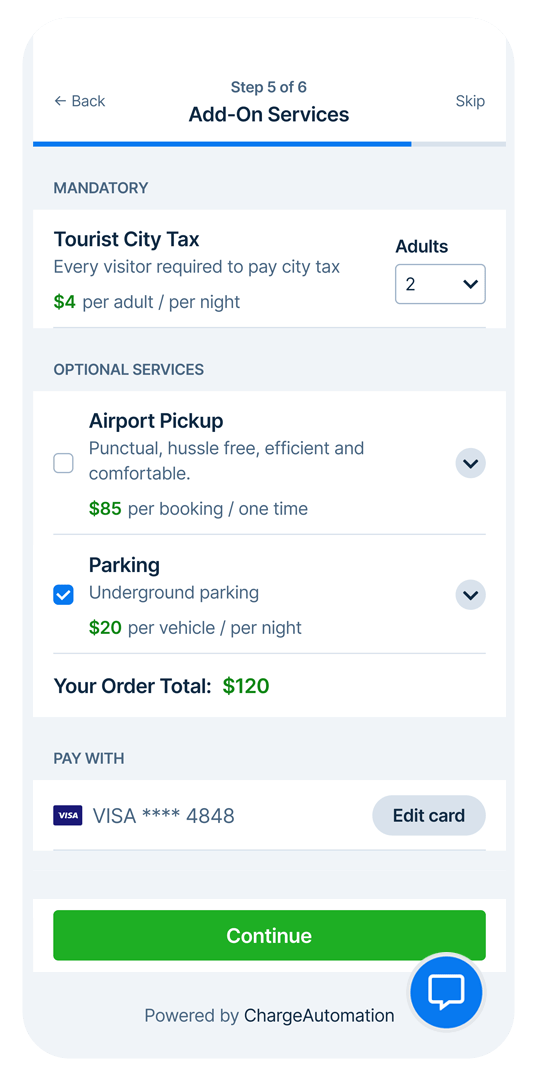 Step 5 of 6
← Back
Add-On Services
Skip
MANDATORY
Tourist City Tax
Every visitor required to pay city tax
$4 per adult / per night
Adults
2
OPTIONAL SERVICES
Airport Pickup
Punctual, hussle free, efficient and
comfortable.
$85 per booking / one time
Parking
Underground parking
$20 per vehicle / per night
Your Order Total: $120
PAY WITH
VISA VISA **** 4848
Edit card
Continue
Powered by ChargeAutomation